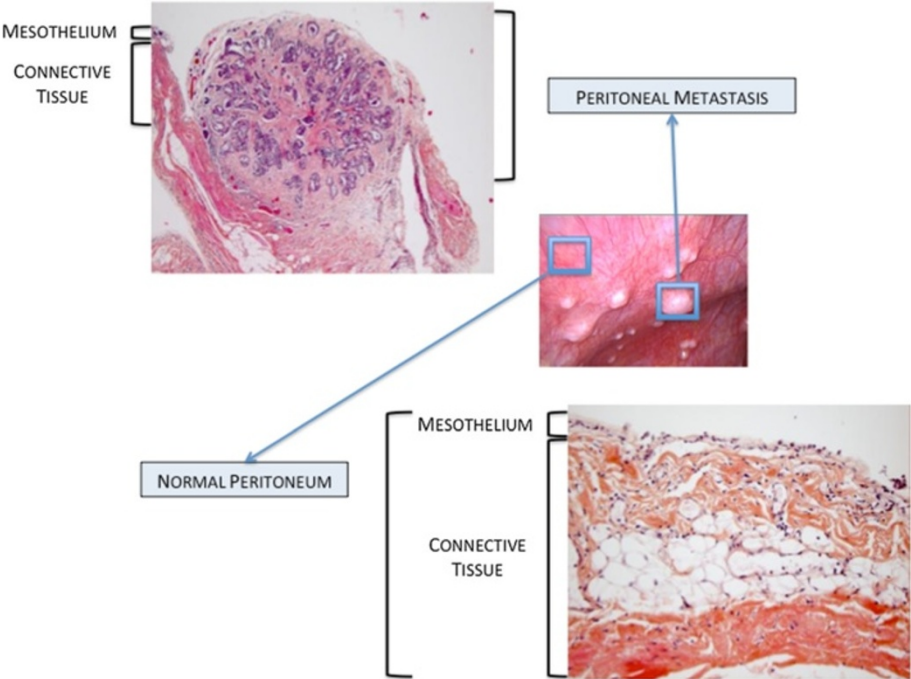 MESOTHELIUM
CONNECTIVE
TISSUE
PERITONEAL METASTASIS
NORMAL PERITONEUM
MESOTHELIUM
CONNECTIVE
TISSUE